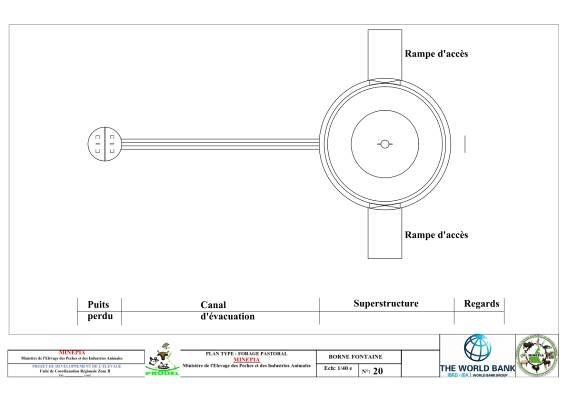 Rampe d'accès
Rampe d'accès
Puits
perdu
Canal
d'évacuation
Superstructure
Regards
MINEPIA
Ministère de l'Elevage des Peches et des Industries Animales
PROJET DE DEVELOPPEMENT DE L'ELEVAGE
Unité de Coordination Régionale Zone II
PRODEL
PLAN TYPE : FORAGE PASTORAL
MINEPIA
Ministère de l'Elevage des Peches et des Industries Animales
BORNE FONTAINE
Ech: 1/40 e
N°: 20
THE WORLD BANK
IBRD • IDA | WORLD BANK GROUP